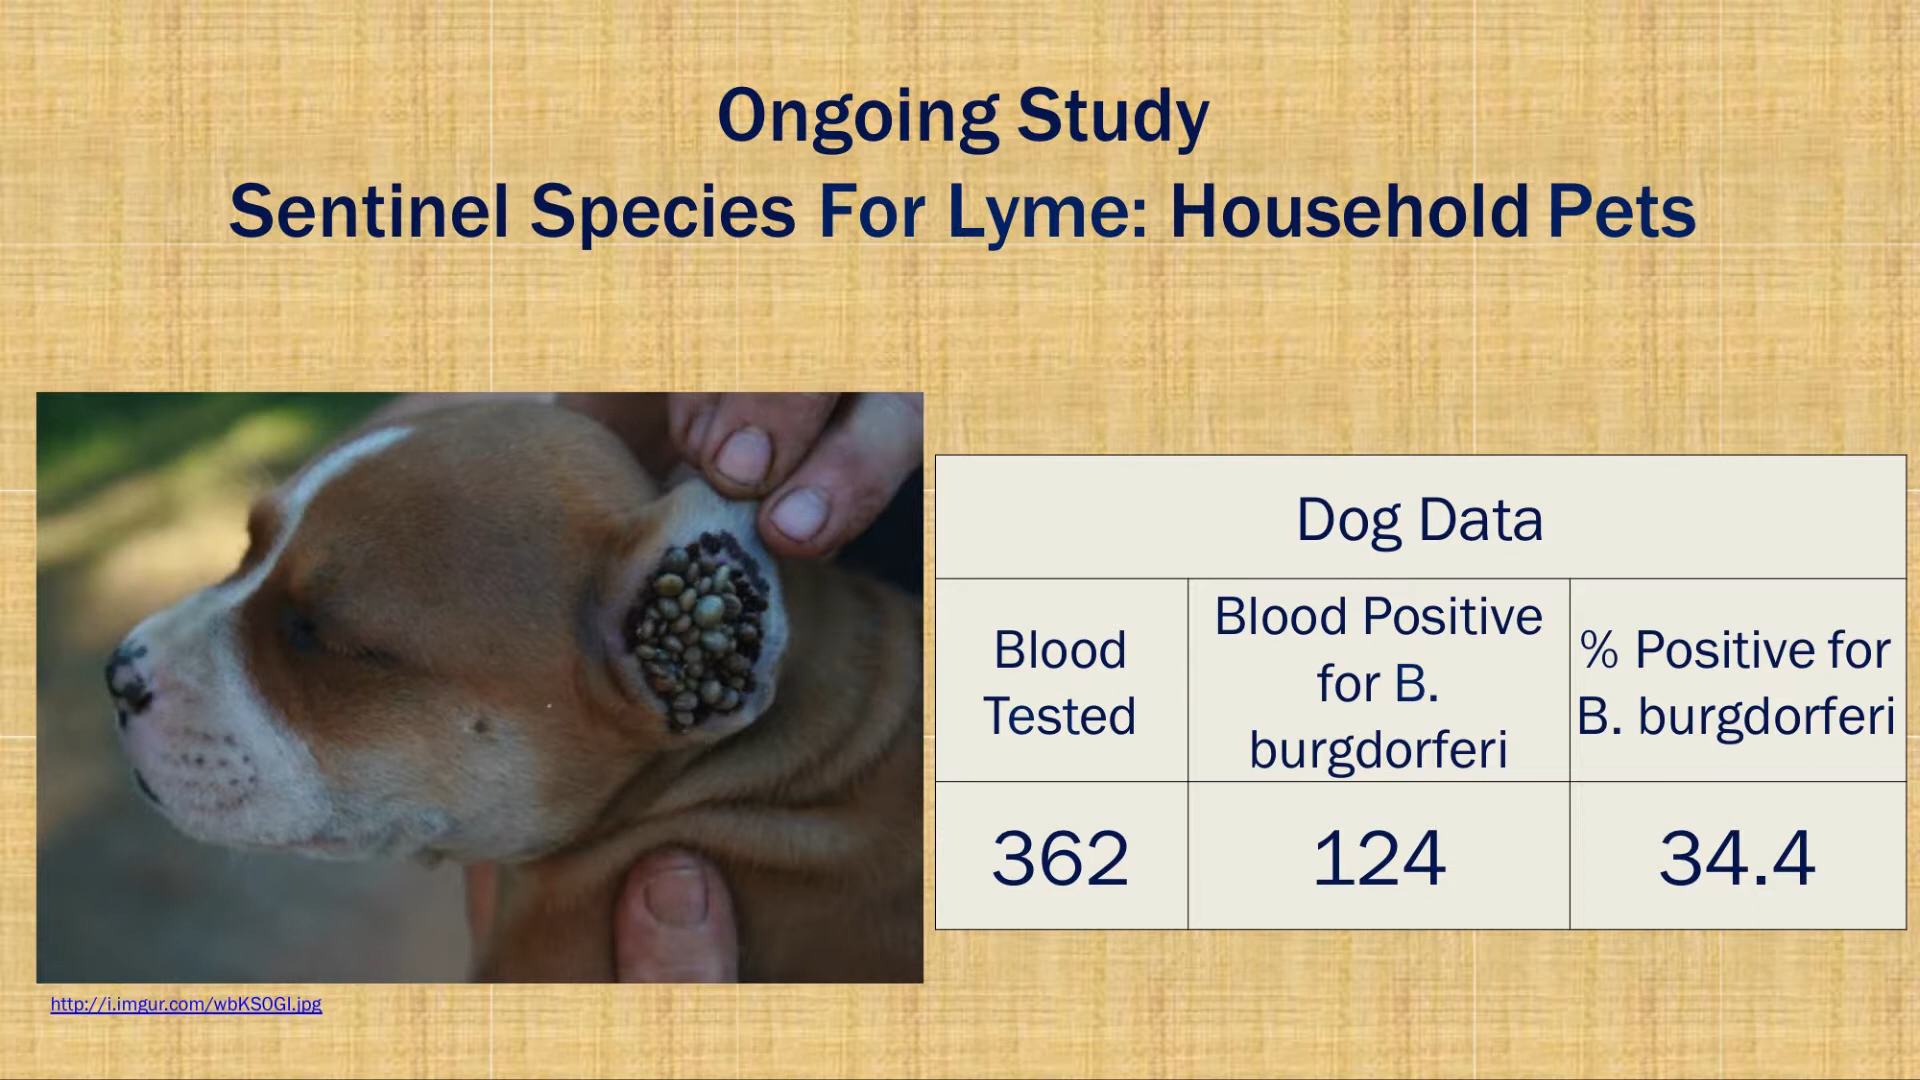 Ongoing Study
Sentinel Species For Lyme: Household Pets
Dog Data
Blood
Tested
Blood Positive
for B.
burgdorferi
% Positive for
B. burgdorferi
362
124
34.4
http://i.imgur.com/wbKS0GI.jpg